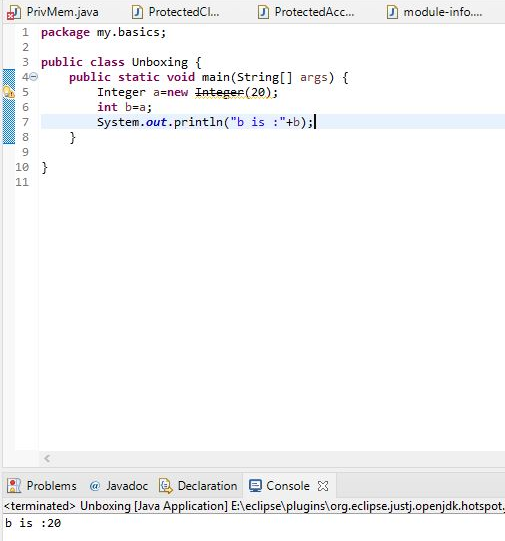 PrivMem.java ProtectedCl... ProtectedAcc... module-info....
1 package my.basics;
2
3 public class Unboxing {
4 public static void main(String[] args) {
5 Integer a=new Integer(20);
6 int b=a;
7 System.out.println("b is :"+b);
8 }
9
10 }
11
Problems @ Javadoc Declaration Console
<terminated> Unboxing [Java Application] E:\eclipse\plugins\org.eclipse.justj.openjdk.hotspot.
b is :20